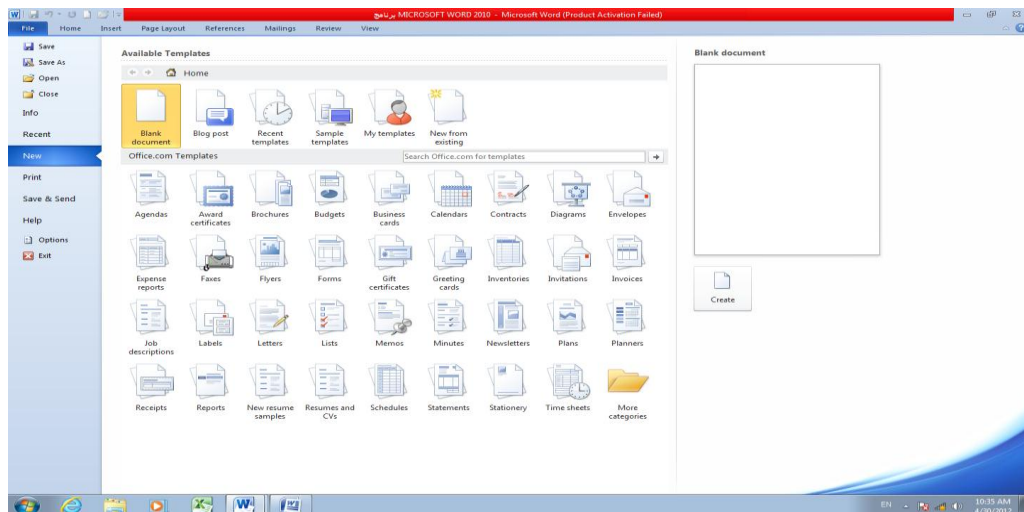 برنامج MICROSOFT WORD 2010 - Microsoft Word (Product Activation Failed)
File Home Insert Page Layout References Mailings Review View
Save
Save As
Open
Close
Info
Recent
New
Print
Save & Send
Help
Options
Exit
Available Templates
Home
Blank document
Blog post
Recent templates
Sample templates
My templates
New from existing
Office.com Templates
Search Office.com for templates
Agendas
Award certificates
Brochures
Budgets
Business cards
Calendars
Contracts
Diagrams
Envelopes
Expense reports
Faxes
Flyers
Forms
Gift certificates
Greeting cards
Inventories
Invitations
Invoices
Job descriptions
Labels
Letters
Lists
Memos
Minutes
Newsletters
Plans
Planners
Receipts
Reports
New resume samples
Resumes and CVs
Schedules
Statements
Stationery
Time sheets
More categories
Blank document
Create
EN
10:35 AM
4/30/2012